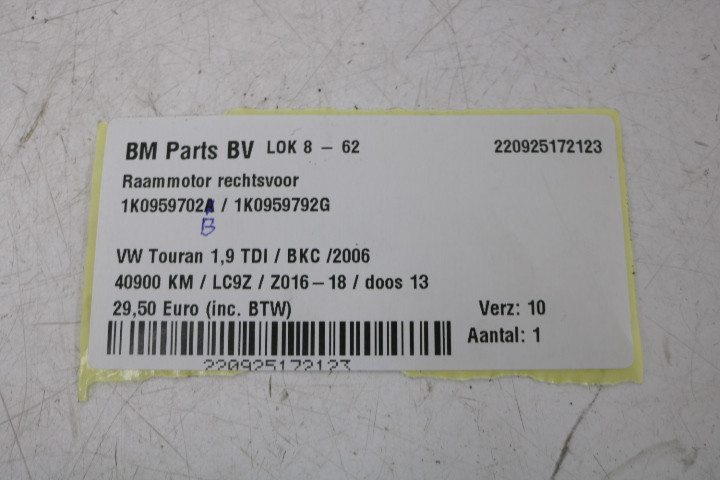 BM Parts BV LOK 8 – 62 220925172123
Raammotor rechtsvoor
1K0959702A / 1K0959792G
B
VW Touran 1,9 TDI / BKC /2006
40900 KM / LC9Z / Z016–18 / doos 13
29,50 Euro (inc. BTW) Verz: 10
Aantal: 1
220925172123